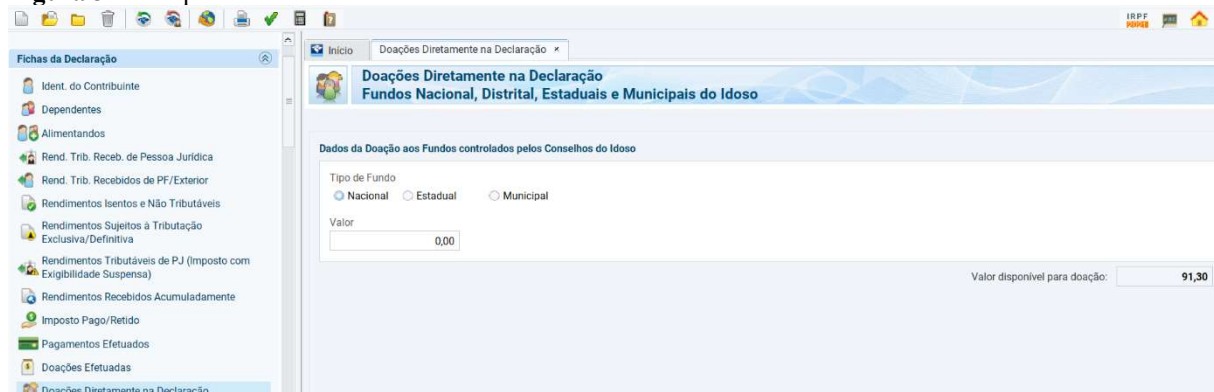 IRPF
Fichas da Declaração
Ident. do Contribuinte
Dependentes
Alimentandos
Rend. Trib. Receb. de Pessoa Jurídica
Rend. Trib. Recebidos de PF/Exterior
Rendimentos Isentos e Não Tributáveis
Rendimentos Sujeitos à Tributação
Exclusiva/Definitiva
Rendimentos Tributáveis de PJ (Imposto com
Exigibilidade Suspensa)
Rendimentos Recebidos Acumuladamente
Imposto Pago/Retido
Pagamentos Efetuados
Doações Efetuadas
Doações Diretamente na Declaração
Início
Doações Diretamente na Declaração ×
Doações Diretamente na Declaração
Fundos Nacional, Distrital, Estaduais e Municipais do Idoso
Dados da Doação aos Fundos controlados pelos Conselhos do Idoso
Tipo de Fundo
Nacional Estadual Municipal
Valor
0,00
Valor disponível para doação: 91,30